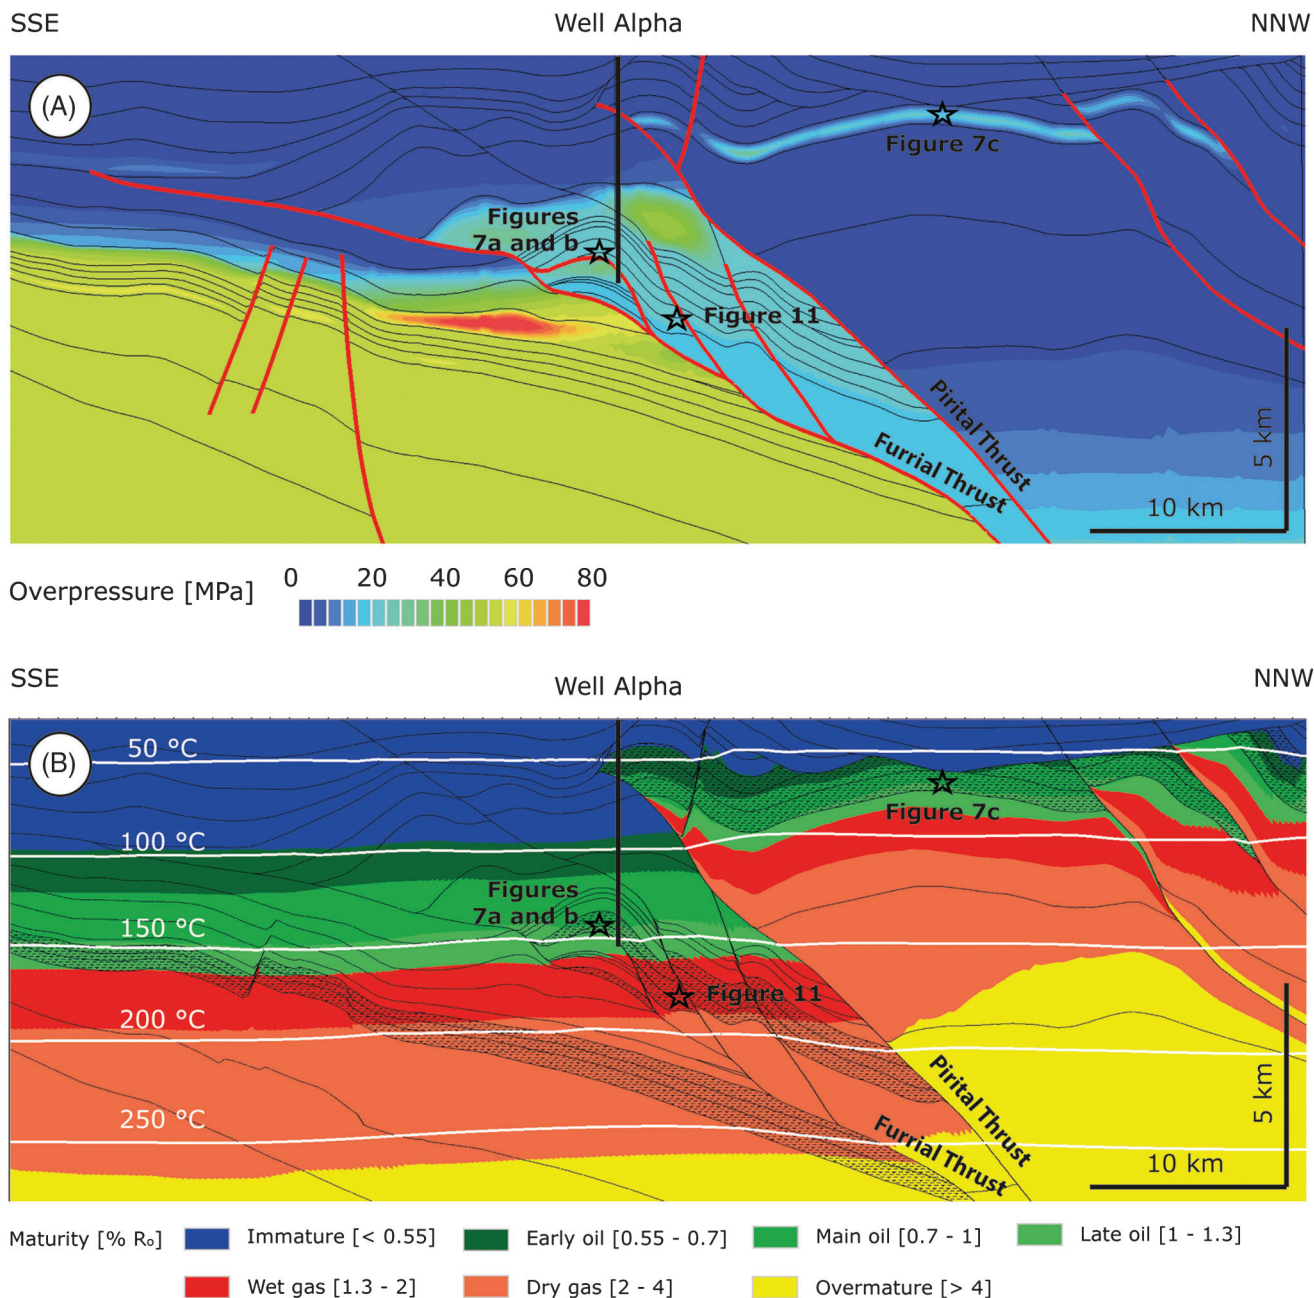 SSE Well Alpha NNW
(A)
Figure 7c
Figures
7a and b
Figure 11
Pirital Thrust
Furrial Thrust
5 km
10 km
Overpressure [MPa] 0 20 40 60 80
SSE Well Alpha NNW
(B)
50 °C
Figure 7c
100 °C
Figures
7a and b
150 °C
Figure 11
200 °C
Pirital Thrust
Furrial Thrust
250 °C
5 km
10 km
Maturity [% Ro] Immature [< 0.55] Early oil [0.55 - 0.7] Main oil [0.7 - 1] Late oil [1 - 1.3]
Wet gas [1.3 - 2] Dry gas [2 - 4] Overmature [> 4]